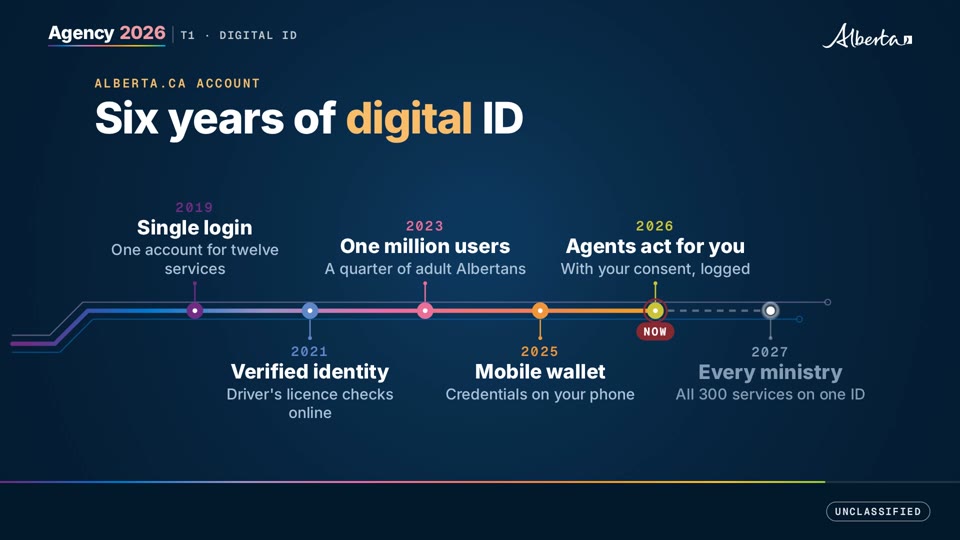 Agency 2026
T1 · DIGITAL ID
Alberta
ALBERTA.CA ACCOUNT
Six years of digital ID
2019
Single login
One account for twelve
services
2021
Verified identity
Driver's licence checks
online
2023
One million users
A quarter of adult Albertans
2025
Mobile wallet
Credentials on your phone
2026
Agents act for you
With your consent, logged
NOW
2027
Every ministry
All 300 services on one ID
UNCLASSIFIED